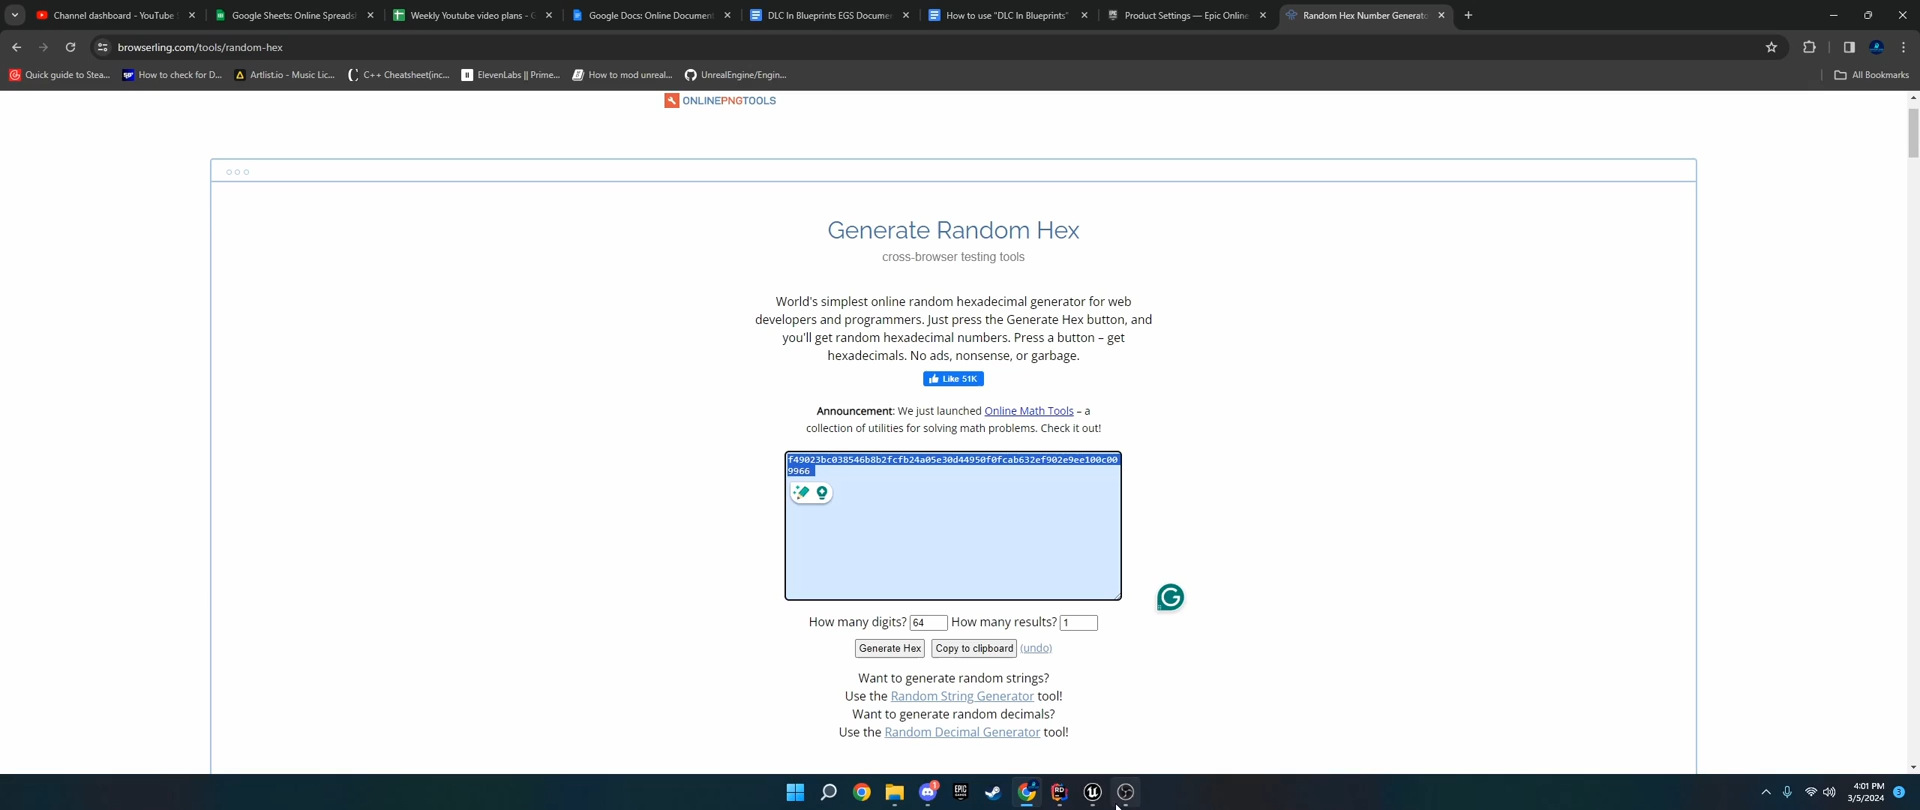 Channel dashboard - YouTube S
Google Sheets: Online Spreads
Weekly Youtube video plans - G
Google Docs: Online Document
DLC In Blueprints EGS Docume
How to use "DLC In Blueprints"
Product Settings — Epic Online
Random Hex Number Generato
browserling.com/tools/random-hex
Quick guide to Stea...
How to check for D...
Artlist.io - Music Lic...
C++ Cheatsheet(inc...
ElevenLabs || Prime...
How to mod unreal...
UnrealEngine/Engin...
All Bookmarks
ONLINEPNGTOOLS
Generate Random Hex
cross-browser testing tools
World's simplest online random hexadecimal generator for web
developers and programmers. Just press the Generate Hex button, and
you'll get random hexadecimal numbers. Press a button – get
hexadecimals. No ads, nonsense, or garbage.
Like 51K
Announcement: We just launched Online Math Tools – a
collection of utilities for solving math problems. Check it out!
f49023bc038546b8b2fcfb24a05e30d44950f0fcab632ef902e9ee100c00
9966
How many digits? 64 How many results? 1
Generate Hex Copy to clipboard (undo)
Want to generate random strings?
Use the Random String Generator tool!
Want to generate random decimals?
Use the Random Decimal Generator tool!
4:01 PM
3/5/2024
3